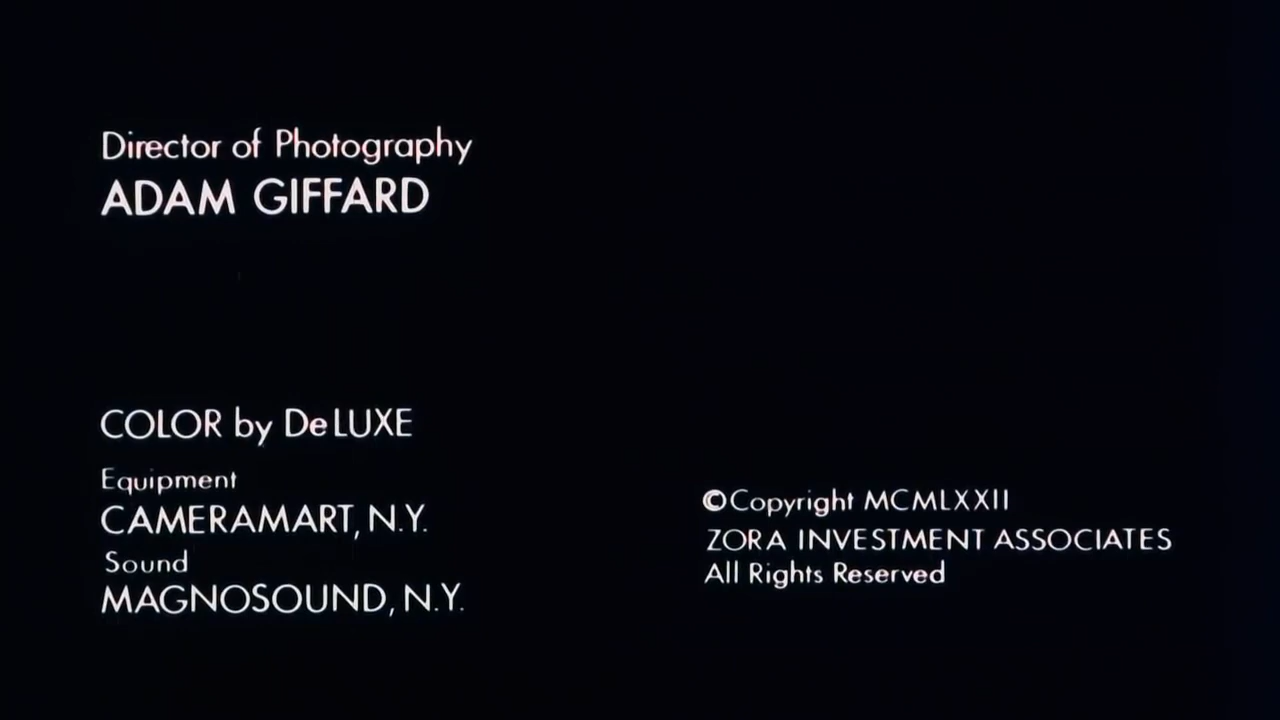 Director of Photography
ADAM GIFFARD
COLOR by DeLUXE
Equipment
CAMERAMART, N.Y.
Sound
MAGNOSOUND, N.Y.
©Copyright MCMLXXII
ZORA INVESTMENT ASSOCIATES
All Rights Reserved